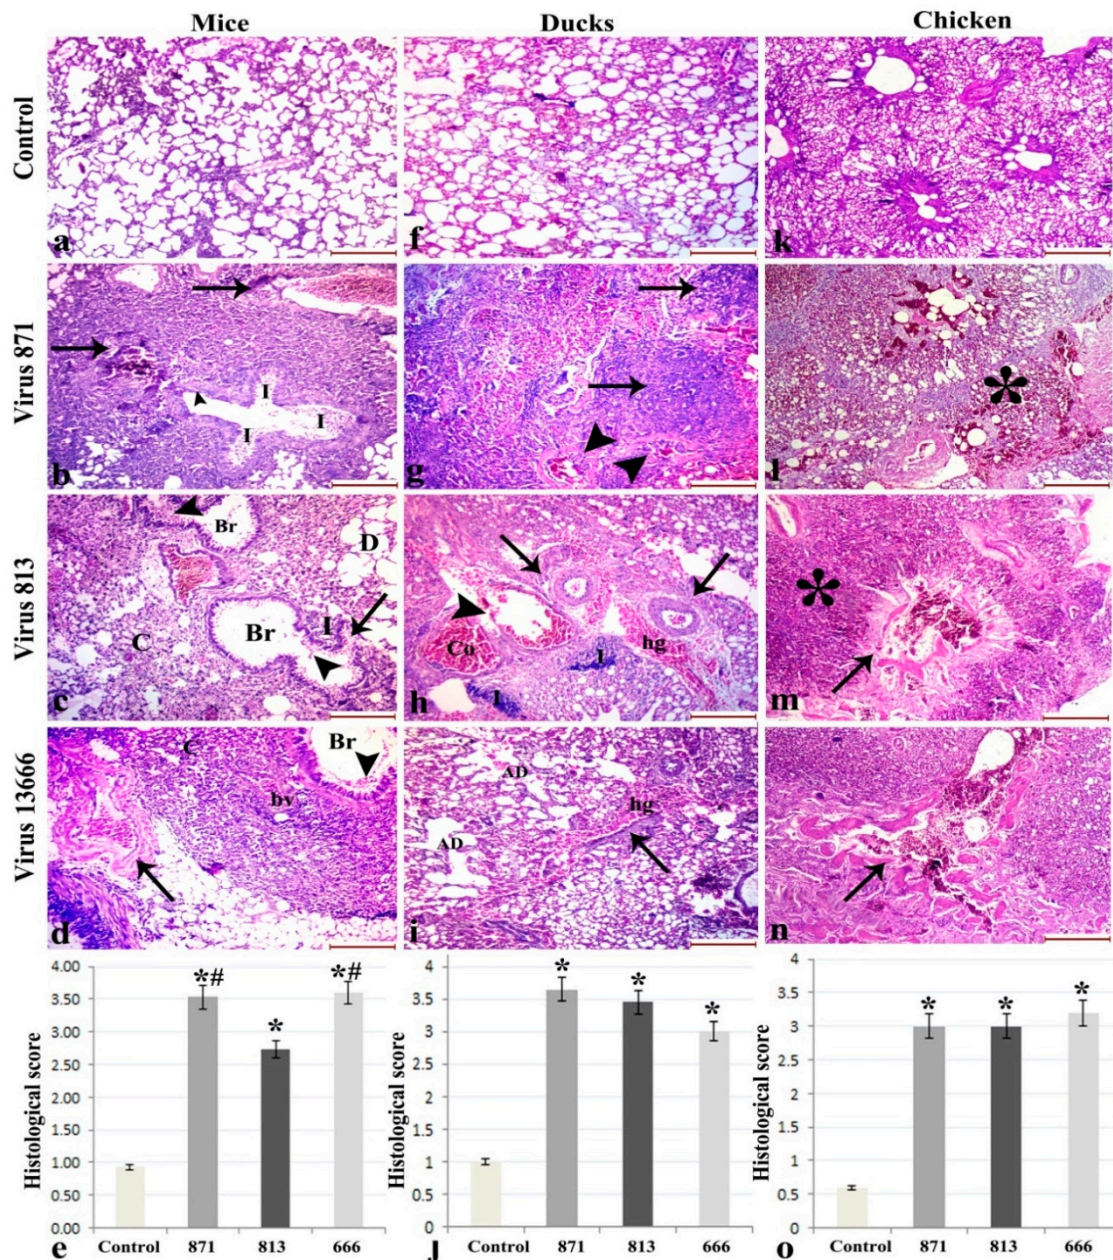 Mice Ducks Chicken
Control
a f k
Virus 871
I I I
b g l
Virus 813
Br D
Br I C
Co hg I I
c h m
Virus 13666
C Br bv
AD hg AD
d i n
4.00 3.50 3.00 2.50 2.00 1.50 1.00 0.50 0.00
Histological score
*# * *#
Control 871 813 666
e
4 3.5 3 2.5 2 1.5 1 0.5 0
Histological score
* * *
Control 871 813 666
J
4 3.5 3 2.5 2 1.5 1 0.5 0
Histological score
* * *
Control 871 813 666
o